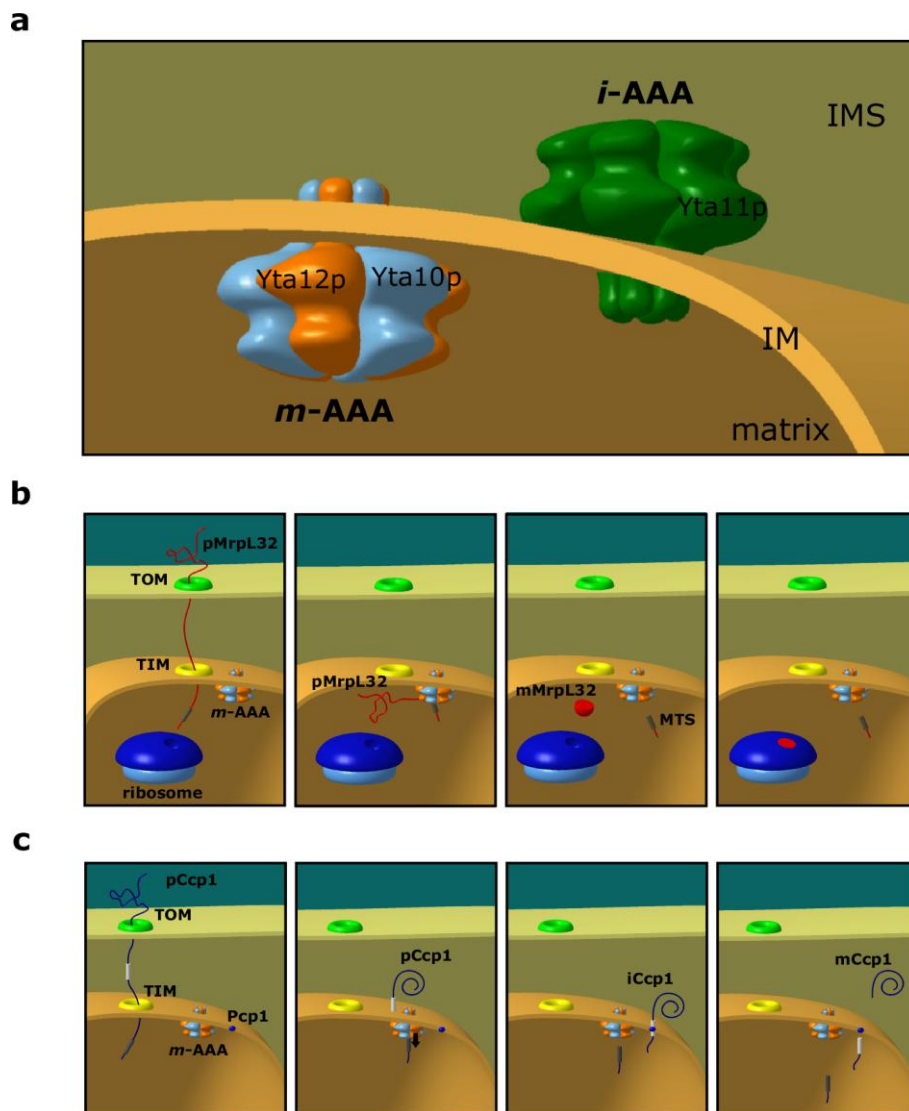 a
i-AAA
IMS
Yta11p
Yta12p
Yta10p
IM
m-AAA
matrix
b
pMrpL32
TOM
TIM
m-AAA
ribosome
pMrpL32
mMrpL32
MTS
c
pCcp1
TOM
TIM
Pcp1
m-AAA
pCcp1
iCcp1
mCcp1